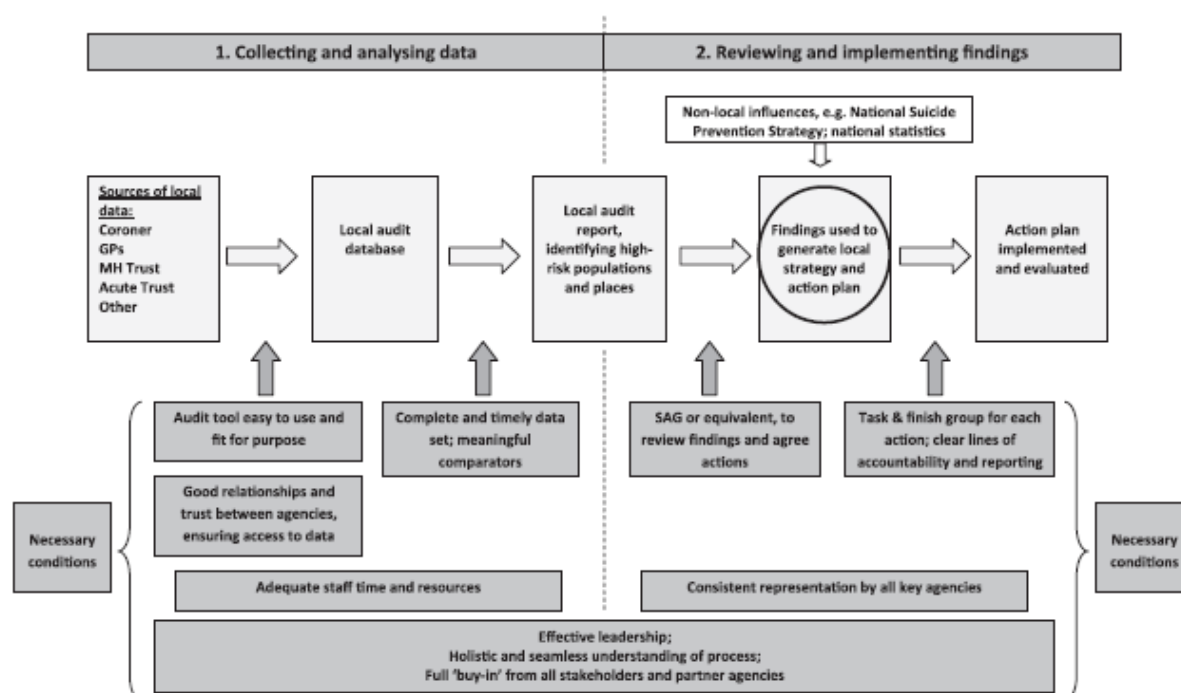 1. Collecting and analysing data
2. Reviewing and implementing findings
Non-local influences, e.g. National Suicide
Prevention Strategy; national statistics
Sources of local
data:
Coroner
GPs
MH Trust
Acute Trust
Other
Local audit
database
Local audit
report,
identifying high-
risk populations
and places
Findings used to
generate local
strategy and
action plan
Action plan
implemented
and evaluated
Audit tool easy to use and
fit for purpose
Complete and timely data
set; meaningful
comparators
SAG or equivalent, to
review findings and agree
actions
Task & finish group for each
action; clear lines of
accountability and reporting
Good relationships and
trust between agencies,
ensuring access to data
Necessary
conditions
Necessary
conditions
Adequate staff time and resources
Consistent representation by all key agencies
Effective leadership;
Holistic and seamless understanding of process;
Full 'buy-in' from all stakeholders and partner agencies